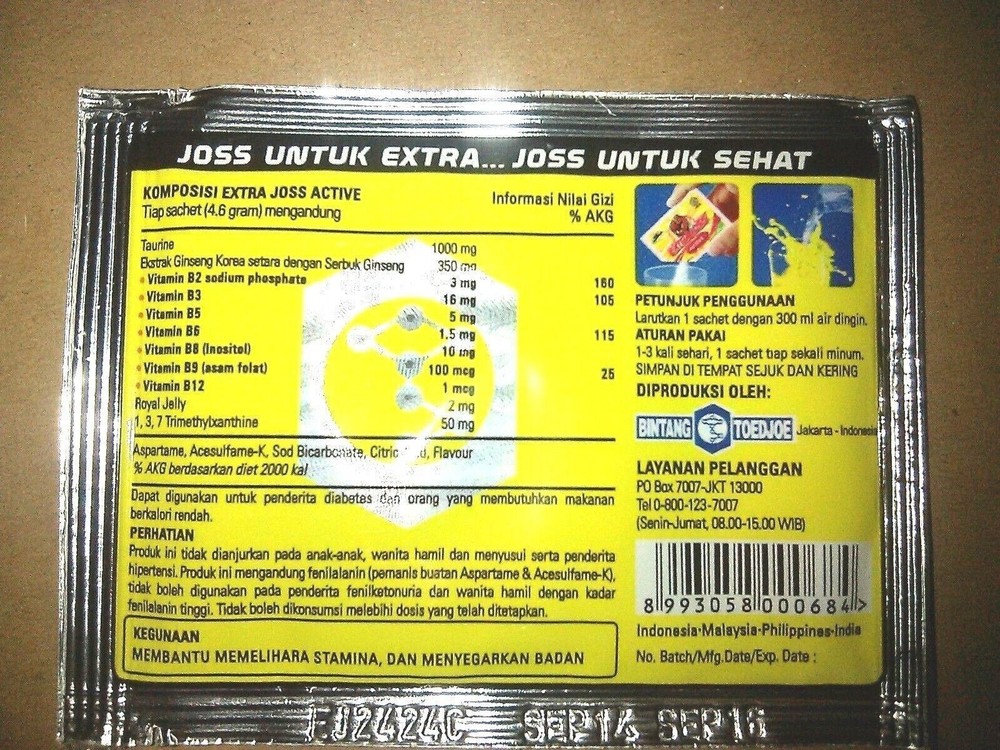 JOSS UNTUK EXTRA... JOSS UNTUK SEHAT
KOMPOSISI EXTRA JOSS ACTIVE
Tiap sachet (4.6 gram) mengandung
Informasi Nilai Gizi
% AKG
Taurine 1000 mg
Ekstrak Ginseng Korea setara dengan Serbuk Ginseng 350 mg
• Vitamin B2 sodium phosphate 3 mg 160
• Vitamin B3 16 mg 105
• Vitamin B5 5 mg
• Vitamin B6 1.5 mg 115
• Vitamin B8 (Inositol) 10 mg
• Vitamin B9 (asam folat) 100 mcg 25
• Vitamin B12 1 mcg
Royal Jelly 2 mg
1, 3, 7 Trimethylxanthine 50 mg
Aspartame, Acesulfame-K, Sod Bicarbonate, Citric Flavour
% AKG berdasarkan diet 2000 kal
Dapat digunakan untuk penderita diabetes dan orang yang membutuhkan makanan
berkalori rendah.
PERHATIAN
Produk ini tidak dianjurkan pada anak-anak, wanita hamil dan menyusui serta penderita
hipertensi. Produk ini mengandung fenilalanin (pemanis buatan Aspartame & Acesulfame-K),
tidak boleh digunakan pada penderita fenilketonuria dan wanita hamil dengan kadar
fenilalanin tinggi. Tidak boleh dikonsumsi melebihi dosis yang telah ditetapkan.
KEGUNAAN
MEMBANTU MEMELIHARA STAMINA, DAN MENYEGARKAN BADAN
PETUNJUK PENGGUNAAN
Larutkan 1 sachet dengan 300 ml air dingin.
ATURAN PAKAI
1-3 kali sehari, 1 sachet tiap sekali minum.
SIMPAN DI TEMPAT SEJUK DAN KERING
DIPRODUKSI OLEH:
BINTANG TOEDJOE Jakarta - Indonesia
LAYANAN PELANGGAN
PO Box 7007-JKT 13000
Tel 0-800-123-7007
(Senin-Jumat, 08.00-15.00 WIB)
8 993058 000684 >
Indonesia·Malaysia·Philippines·India
No. Batch/Mfg.Date/Exp. Date :
EJ2424C SEP14 SEP16